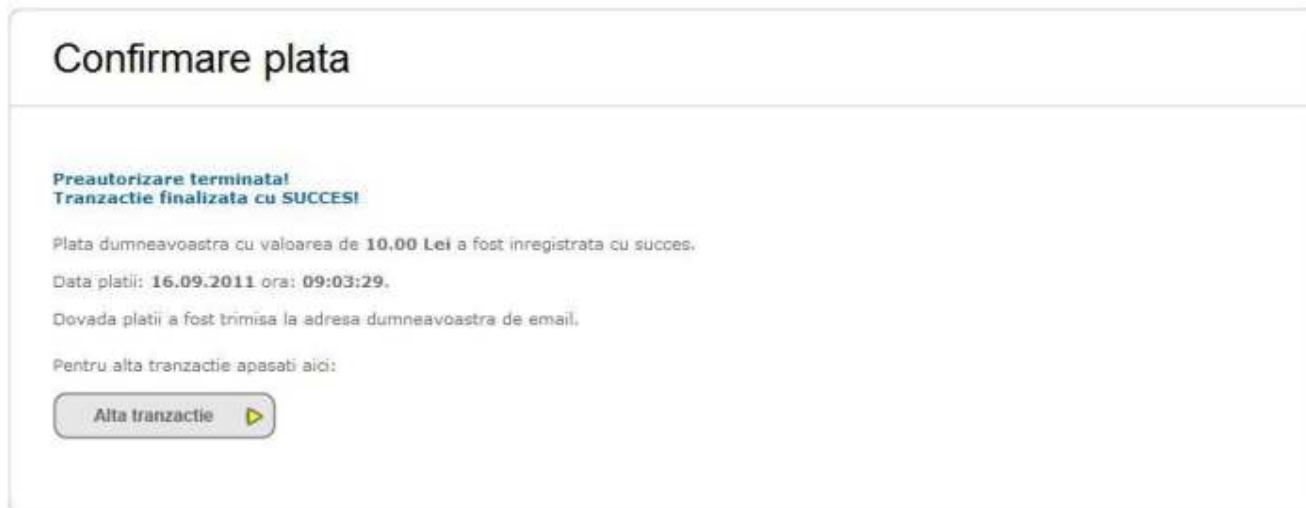 Confirmare plata
Preautorizare terminata!
Tranzactie finalizata cu SUCCES!
Plata dumneavoastra cu valoarea de 10.00 Lei a fost inregistrata cu succes.
Data platii: 16.09.2011 ora: 09:03:29.
Dovada platii a fost trimisa la adresa dumneavoastra de email.
Pentru alta tranzactie apasati aici:
Alta tranzactie